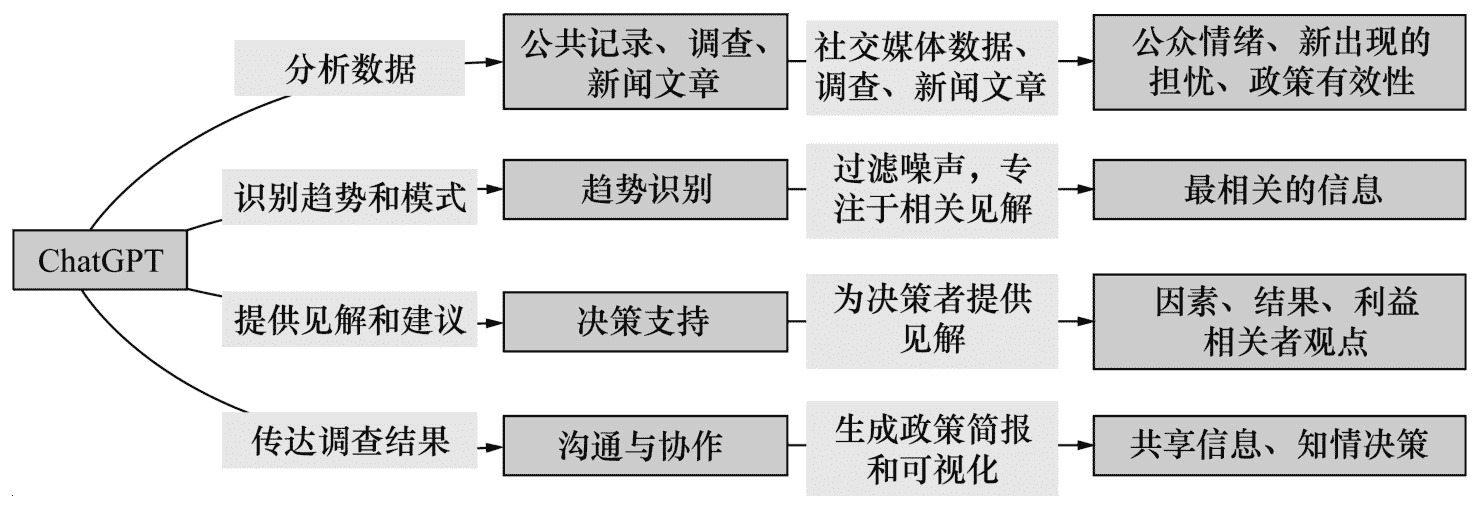 ChatGPT
分析数据
公共记录、调查、
新闻文章
社交媒体数据、
调查、新闻文章
公众情绪、新出现的
担忧、政策有效性
识别趋势和模式
趋势识别
过滤噪声，专
注于相关见解
最相关的信息
提供见解和建议
决策支持
为决策者提供
见解
因素、结果、利益
相关者观点
传达调查结果
沟通与协作
生成政策简报
和可视化
共享信息、知情决策